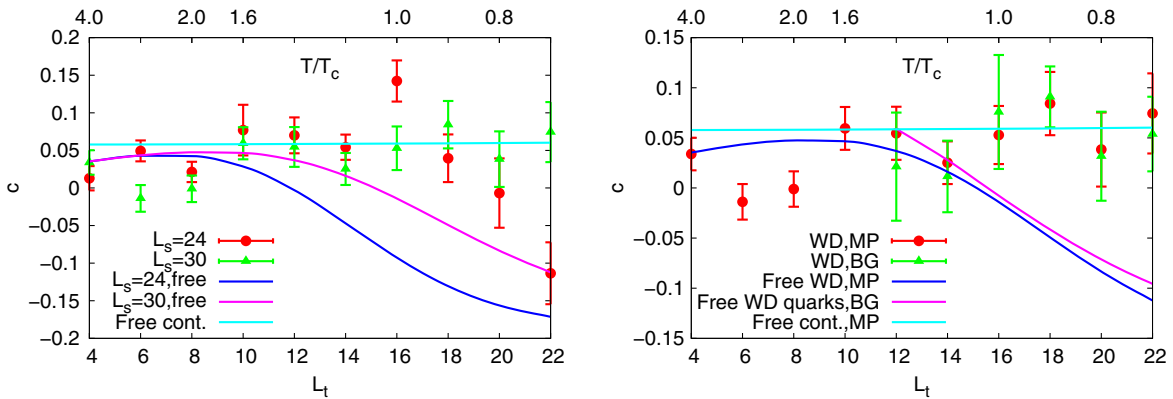 4.0 2.0 1.6 1.0 0.8
T/T_c
0.2
0.15
0.1
0.05
0
−0.05
−0.1
−0.15
−0.2
c
L_s=24
L_s=30
L_s=24,free
L_s=30,free
Free cont.
4 6 8 10 12 14 16 18 20 22
L_t
4.0 2.0 1.6 1.0 0.8
T/T_c
0.15
0.1
0.05
0
−0.05
−0.1
−0.15
c
WD,MP
WD,BG
Free WD,MP
Free WD quarks,BG
Free cont.,MP
4 6 8 10 12 14 16 18 20 22
L_t